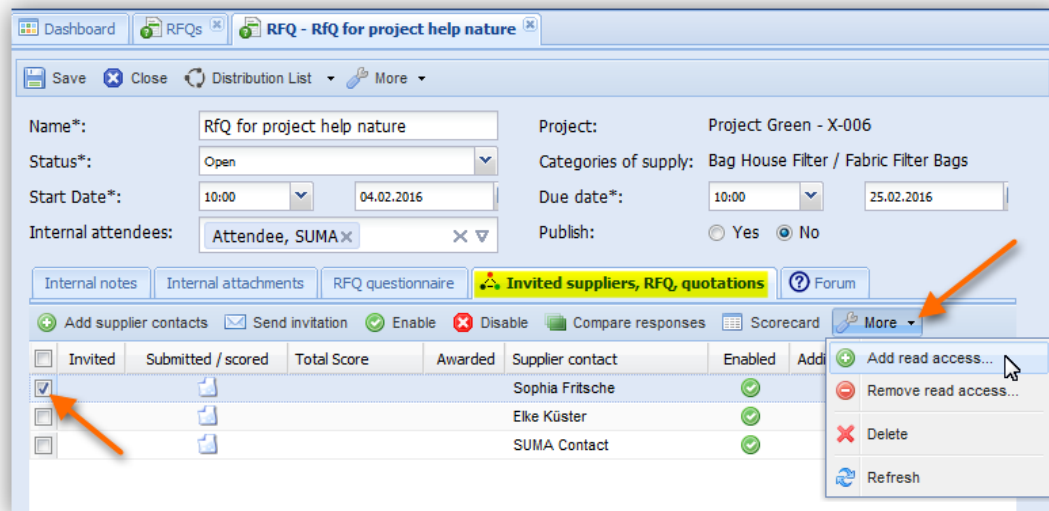 Dashboard RFQs RFQ - RfQ for project help nature
Save Close Distribution List More
Name*: RfQ for project help nature Project: Project Green - X-006
Status*: Open Categories of supply: Bag House Filter / Fabric Filter Bags
Start Date*: 10:00 04.02.2016 Due date*: 10:00 25.02.2016
Internal attendees: Attendee, SUMA Publish: Yes No
Internal notes Internal attachments RFQ questionnaire Invited suppliers, RFQ, quotations Forum
Add supplier contacts Send invitation Enable Disable Compare responses Scorecard More
Invited Submitted / scored Total Score Awarded Supplier contact Enabled Addi
Add read access...
Sophia Fritsche
Remove read access...
Elke Küster
SUMA Contact
Delete
Refresh